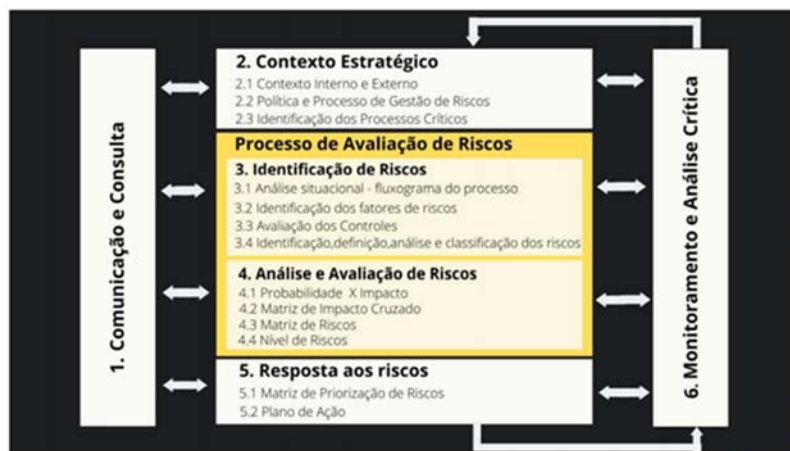 1. Comunicação e Consulta
2. Contexto Estratégico
2.1 Contexto Interno e Externo
2.2 Política e Processo de Gestão de Riscos
2.3 Identificação dos Processos Críticos
Processo de Avaliação de Riscos
3. Identificação de Riscos
3.1 Análise situacional - fluxograma do processo
3.2 Identificação dos fatores de riscos
3.3 Avaliação dos Controles
3.4 Identificação,definição,análise e classificação dos riscos
4. Análise e Avaliação de Riscos
4.1 Probabilidade X Impacto
4.2 Matriz de Impacto Cruzado
4.3 Matriz de Riscos
4.4 Nível de Riscos
5. Resposta aos riscos
5.1 Matriz de Priorização de Riscos
5.2 Plano de Ação
6. Monitoramento e Análise Crítica